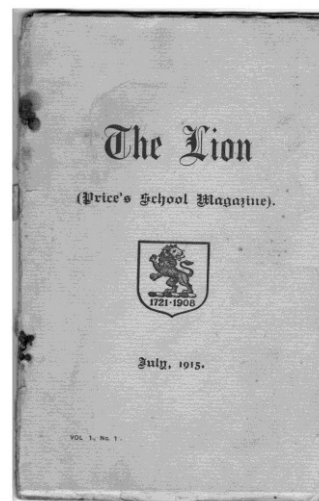 The Lion
(Price's School Magazine).
1721·1908
July, 1915.
VOL 1., No. 1.